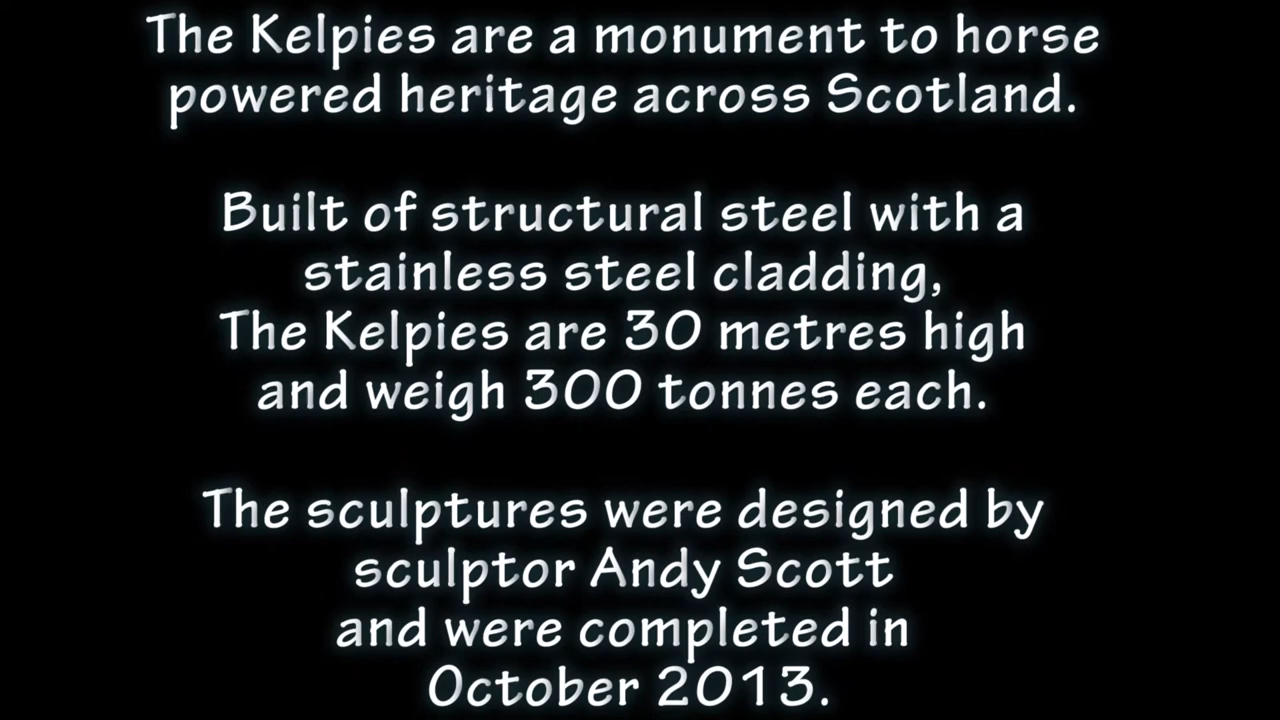 The Kelpies are a monument to horse
powered heritage across Scotland.
Built of structural steel with a
stainless steel cladding,
The Kelpies are 30 metres high
and weigh 300 tonnes each.
The sculptures were designed by
sculptor Andy Scott
and were completed in
October 2013.